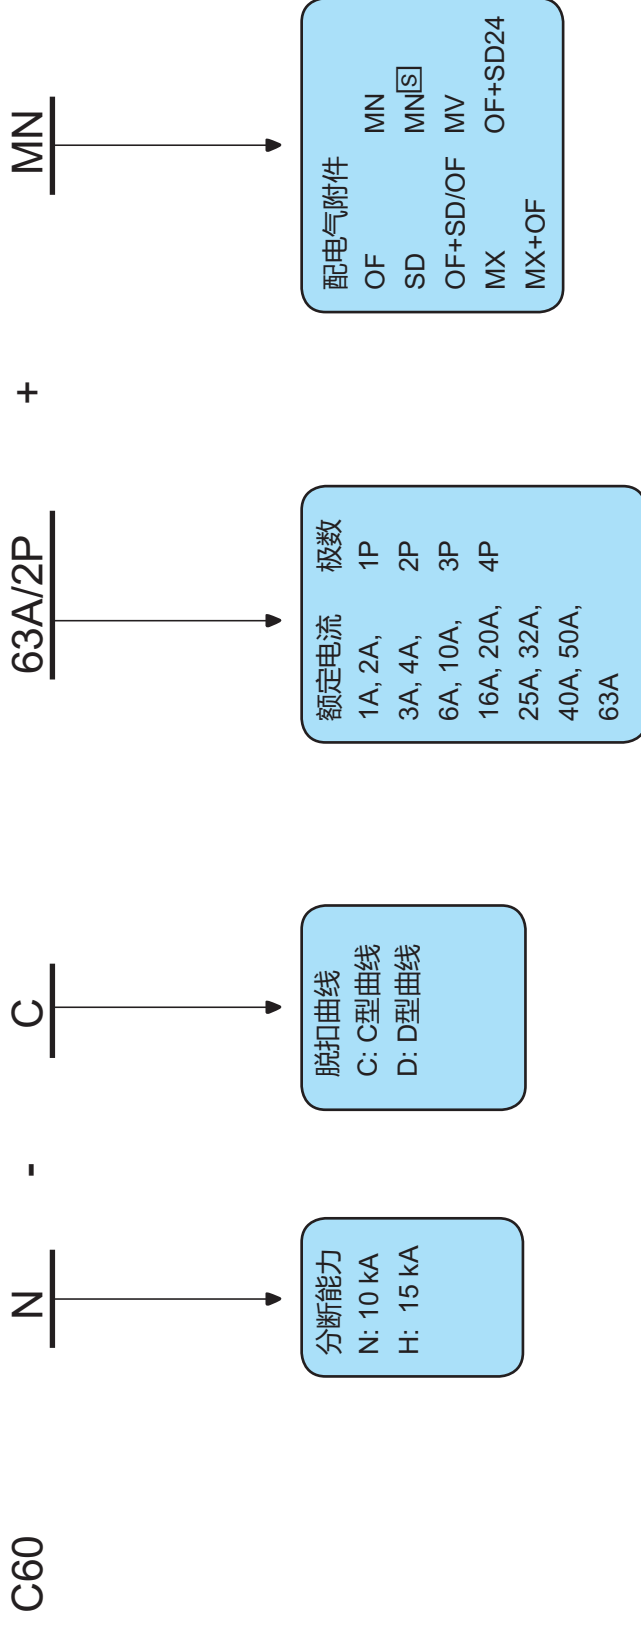 C60 N - C 63A/2P + MN
分断能力
N: 10 kA
H: 15 kA
脱扣曲线
C: C型曲线
D: D型曲线
额定电流 极数
1A, 2A, 1P
3A, 4A, 2P
6A, 10A, 3P
16A, 20A, 4P
25A, 32A,
40A, 50A,
63A
配电气附件
OF MN
SD MN S
OF+SD/OF MV
MX OF+SD24
MX+OF